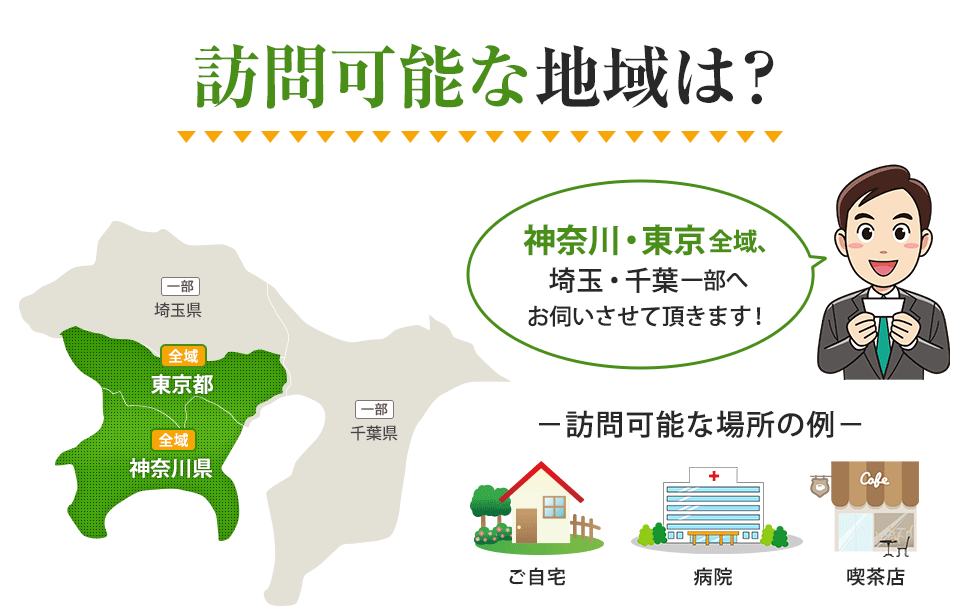 訪問可能な地域は?
神奈川・東京全域、
埼玉・千葉一部へ
お伺いさせて頂きます!
一部
埼玉県
全域
東京都
一部
千葉県
全域
神奈川県
－訪問可能な場所の例－
Cafe
ご自宅
病院
喫茶店